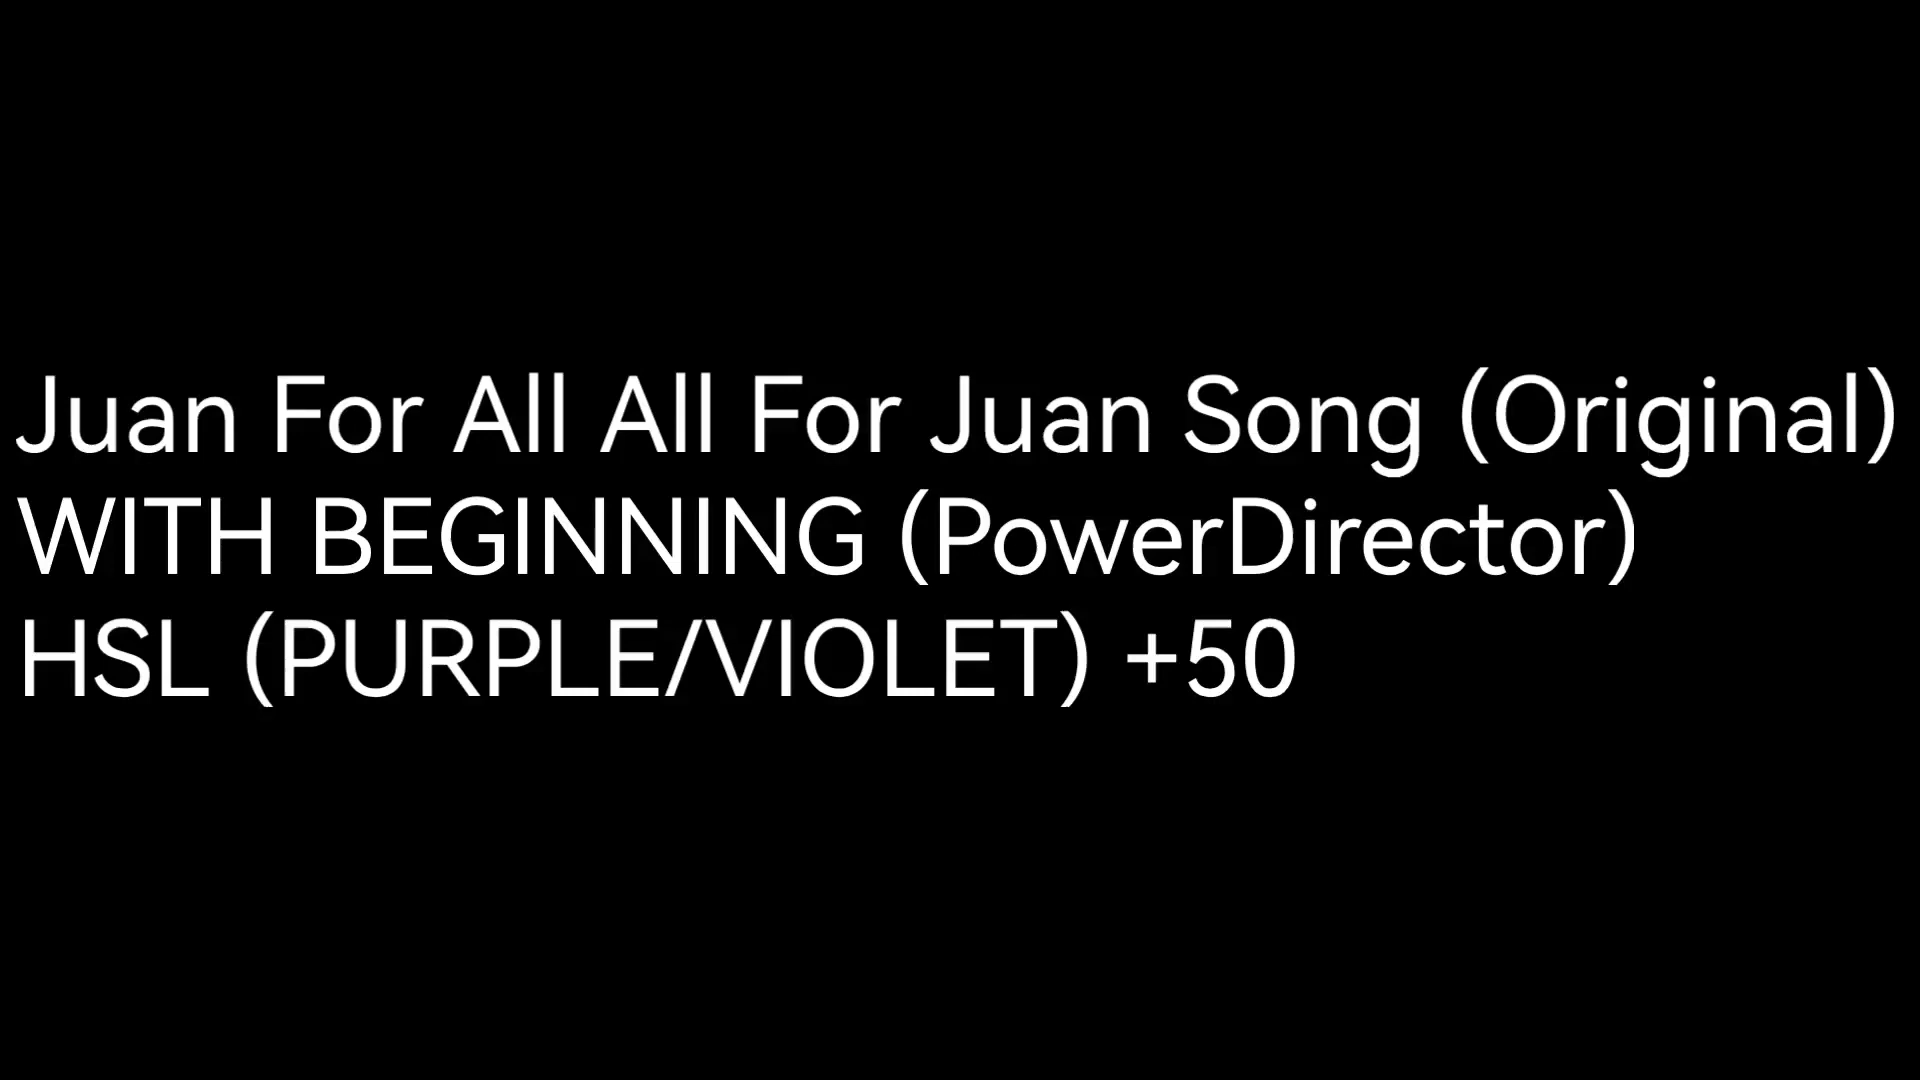 Juan For All All For Juan Song (Original)
WITH BEGINNING (PowerDirector)
HSL (PURPLE/VIOLET) +50